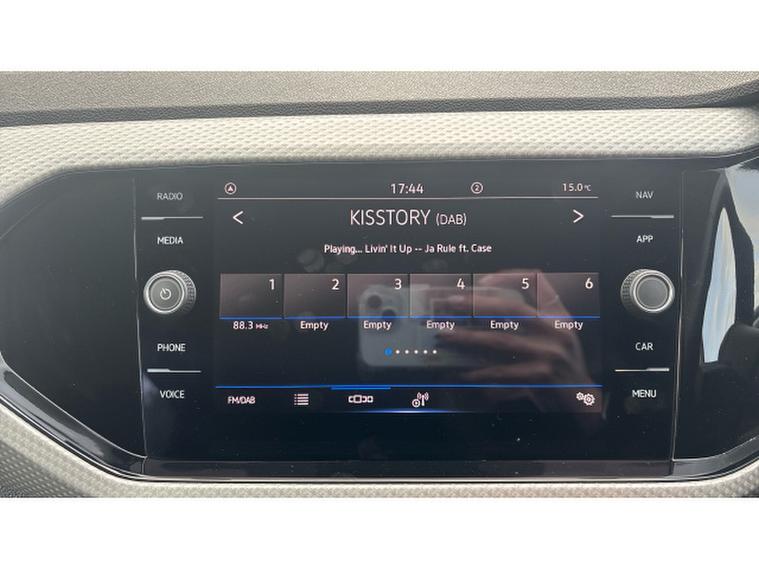 17:44 2 15.0 °C
RADIO NAV
< KISSTORY (DAB) >
MEDIA APP
Playing... Livin' It Up -- Ja Rule ft. Case
1 2 3 4 5 6
88.3 MHz Empty Empty Empty Empty Empty
PHONE CAR
VOICE MENU
FM/DAB